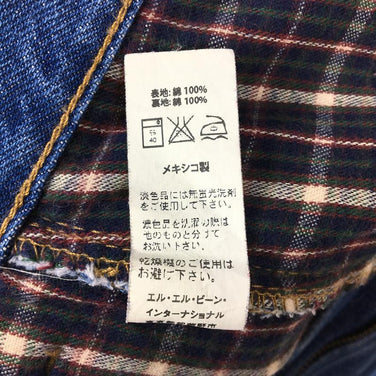 表地: 綿 100%
裏地: 綿 100%
40
メキシコ製
淡色品には無蛍光洗剤
をご使用して下さい。
濃色品を洗濯の際は
他のものと分けて
お洗い下さい。
乾燥機のご使用は
お避け下さい。
エル・エル・ビーン・
インターナショナル